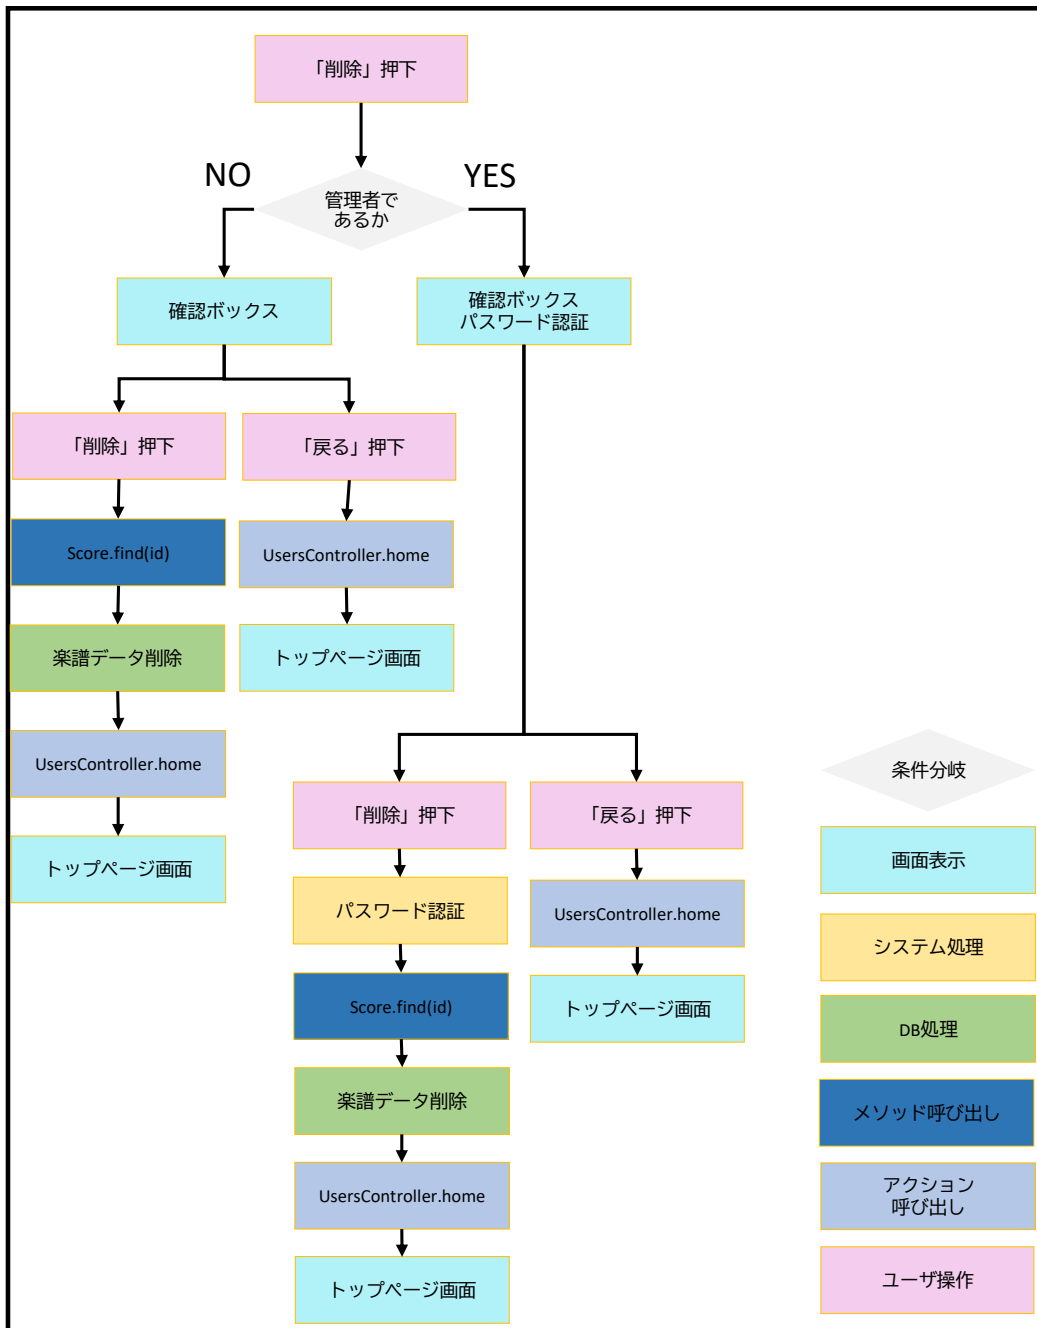 「削除」押下
NO
YES
管理者で
あるか
確認ボックス
確認ボックス
パスワード認証
「削除」押下
「戻る」押下
Score.find(id)
UsersController.home
楽譜データ削除
トップページ画面
UsersController.home
トップページ画面
「削除」押下
「戻る」押下
パスワード認証
UsersController.home
Score.find(id)
トップページ画面
楽譜データ削除
UsersController.home
トップページ画面
条件分岐
画面表示
システム処理
DB処理
メソッド呼び出し
アクション
呼び出し
ユーザ操作